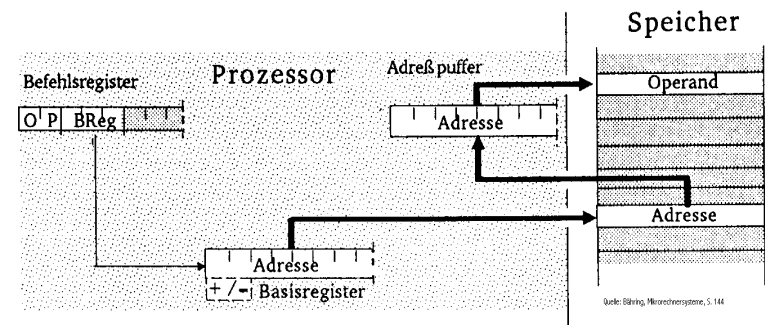 Speicher
Prozessor
Adreß puffer
Befehlsregister
Operand
O P BReg
Adresse
Adresse
Adresse
+ /- Basisregister
Quelle: Bähring, Mikrorechnersysteme, S. 144